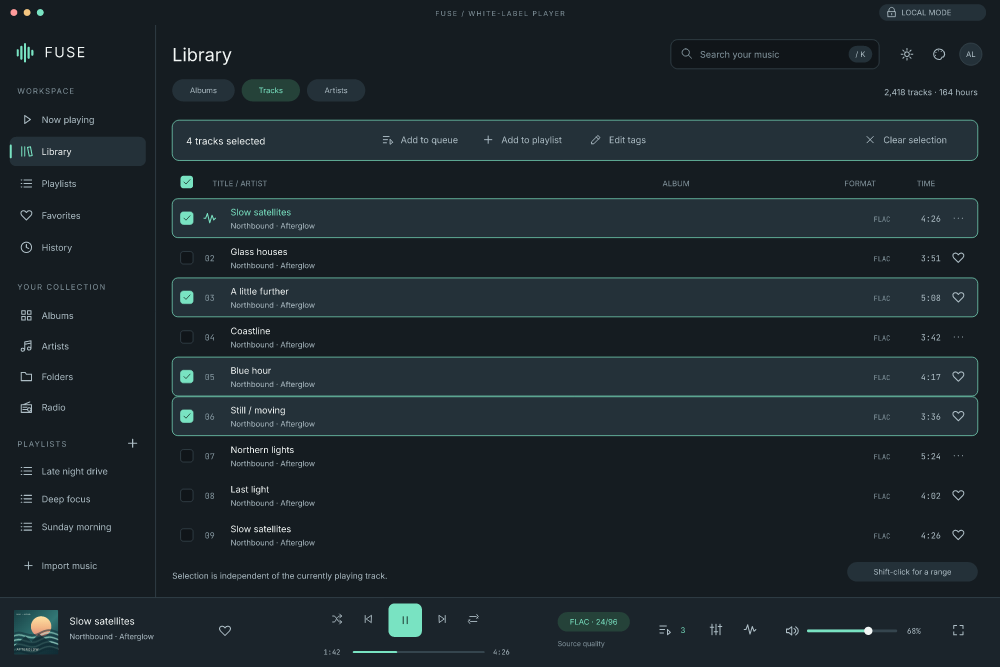 FUSE / WHITE-LABEL PLAYER
LOCAL MODE
FUSE
WORKSPACE
Now playing
Library
Playlists
Favorites
History
YOUR COLLECTION
Albums
Artists
Folders
Radio
PLAYLISTS
Late night drive
Deep focus
Sunday morning
Import music
Library
Search your music
/ K
AL
Albums
Tracks
Artists
2,418 tracks · 164 hours
4 tracks selected
Add to queue
Add to playlist
Edit tags
Clear selection
TITLE / ARTIST ALBUM FORMAT TIME
Slow satellites
Northbound · Afterglow
FLAC 4:26
02 Glass houses
Northbound · Afterglow
FLAC 3:51
03 A little further
Northbound · Afterglow
FLAC 5:08
04 Coastline
Northbound · Afterglow
FLAC 3:42
05 Blue hour
Northbound · Afterglow
FLAC 4:17
06 Still / moving
Northbound · Afterglow
FLAC 3:36
07 Northern lights
Northbound · Afterglow
FLAC 5:24
08 Last light
Northbound · Afterglow
FLAC 4:02
09 Slow satellites
Northbound · Afterglow
FLAC 4:26
Selection is independent of the currently playing track.
Shift-click for a range
AFTERGLOW
Slow satellites
Northbound · Afterglow
1:42
4:26
FLAC · 24/96
Source quality
3
68%